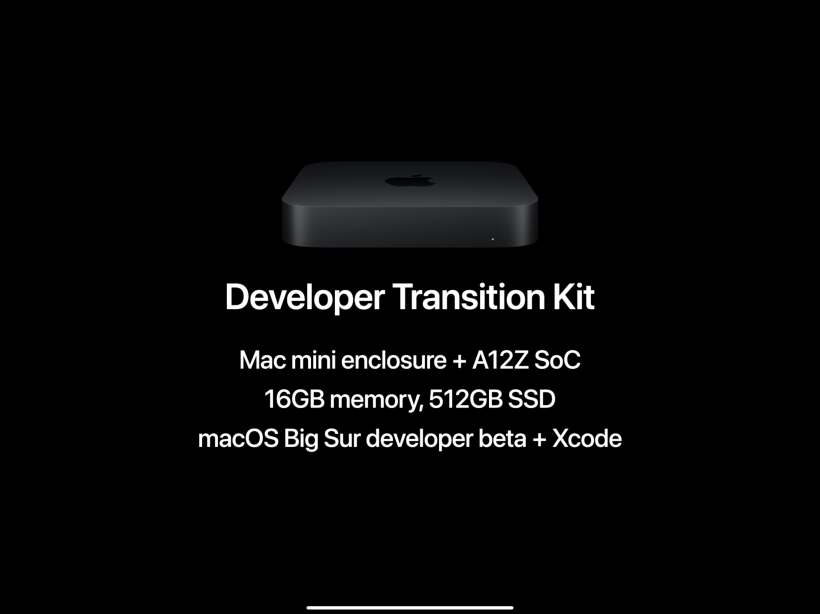 Developer Transition Kit
Mac mini enclosure + A12Z SoC
16GB memory, 512GB SSD
macOS Big Sur developer beta + Xcode